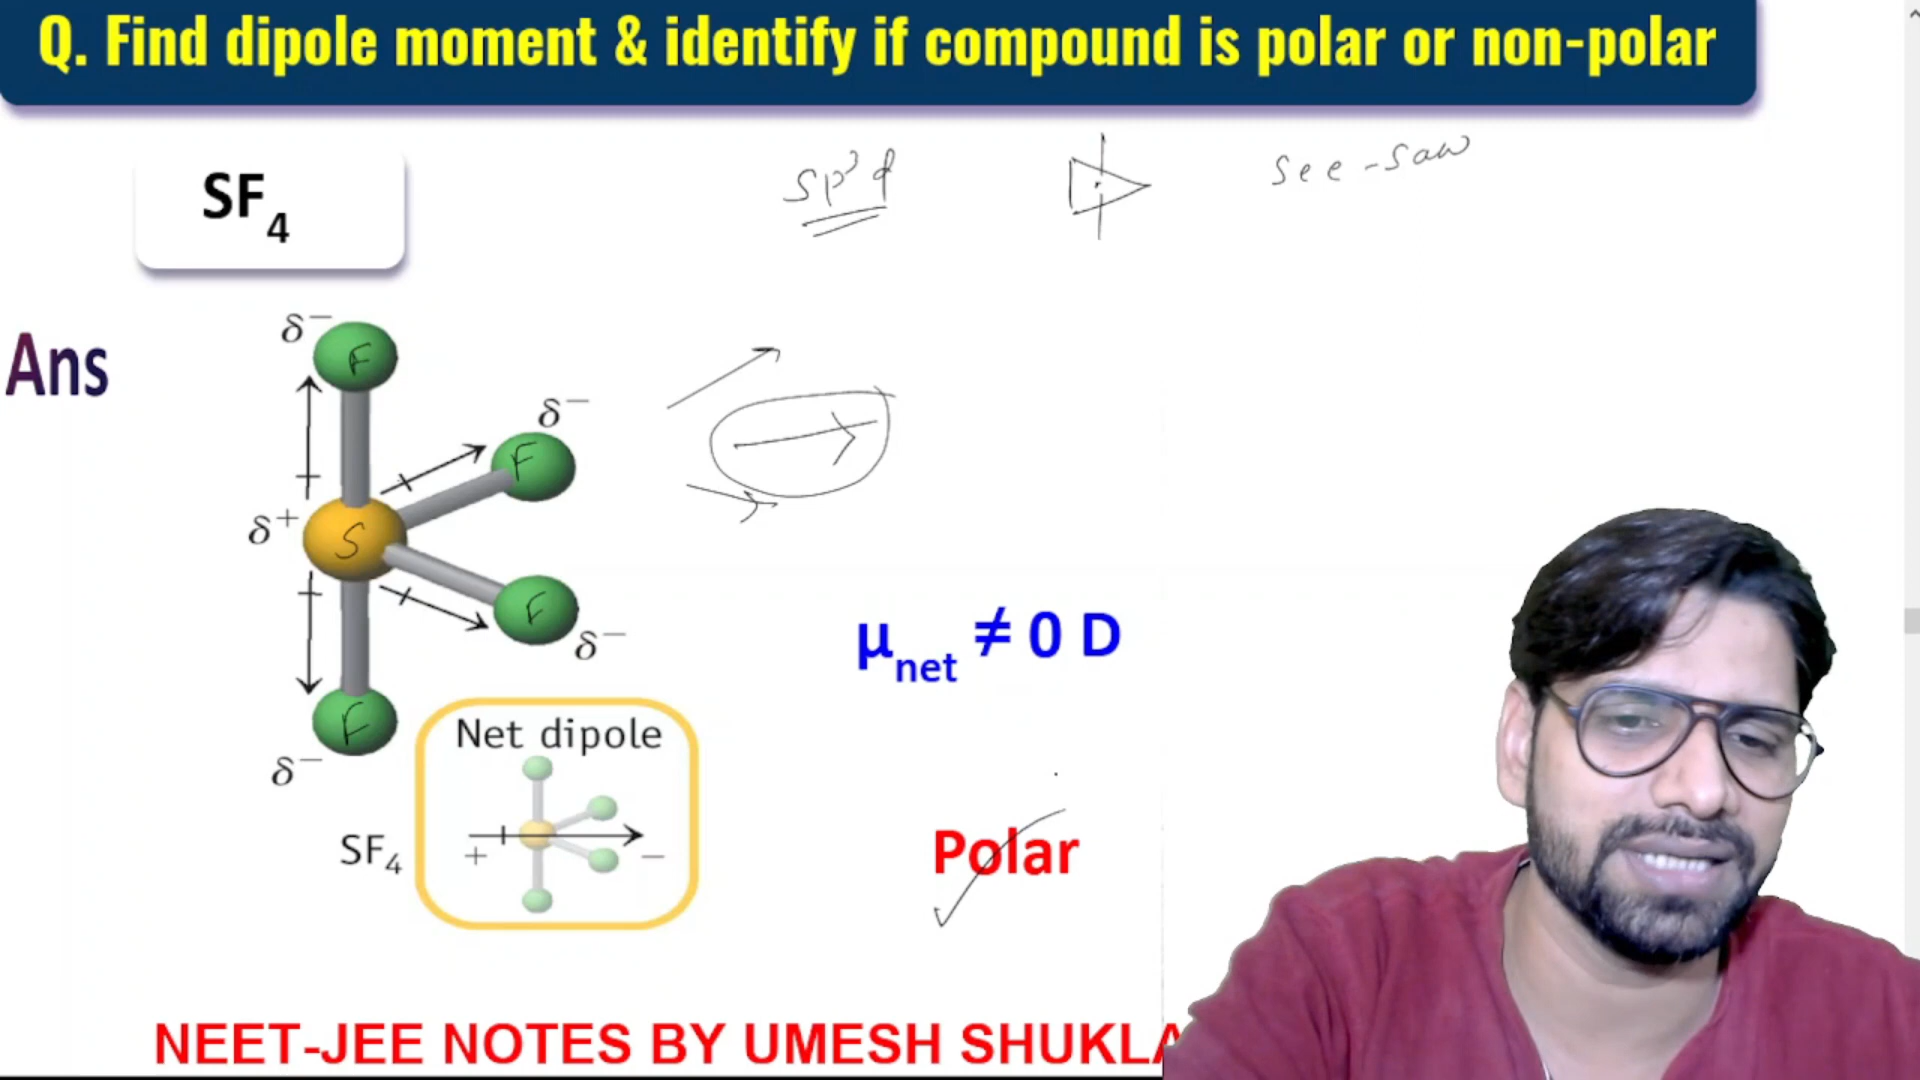 Q. Find dipole moment & identify if compound is polar or non-polar
SF₄
sp³d
See-Saw
Ans
δ⁻
F
δ⁻
F
δ⁺
S
F
δ⁻
μnet ≠ 0 D
F
δ⁻
Net dipole
SF₄
+
−
Polar
NEET-JEE NOTES BY UMESH SHUKLA